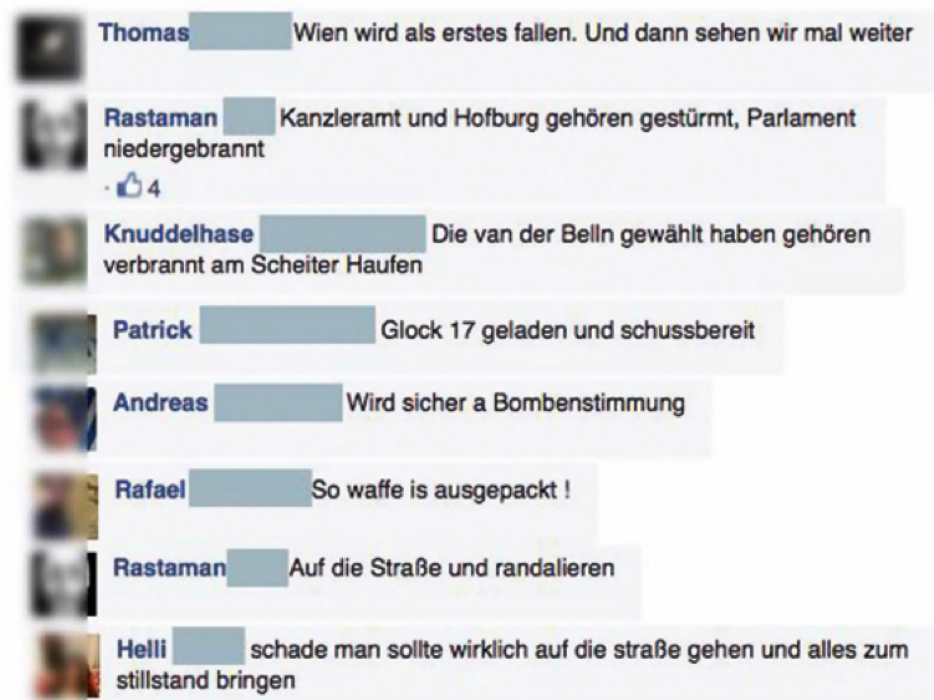 Thomas Wien wird als erstes fallen. Und dann sehen wir mal weiter
Rastaman Kanzleramt und Hofburg gehören gestürmt, Parlament
niedergebrannt
· 4
Knuddelhase Die van der Belln gewählt haben gehören
verbrannt am Scheiter Haufen
Patrick Glock 17 geladen und schussbereit
Andreas Wird sicher a Bombenstimmung
Rafael So waffe is ausgepackt !
Rastaman Auf die Straße und randalieren
Helli schade man sollte wirklich auf die straße gehen und alles zum
stillstand bringen